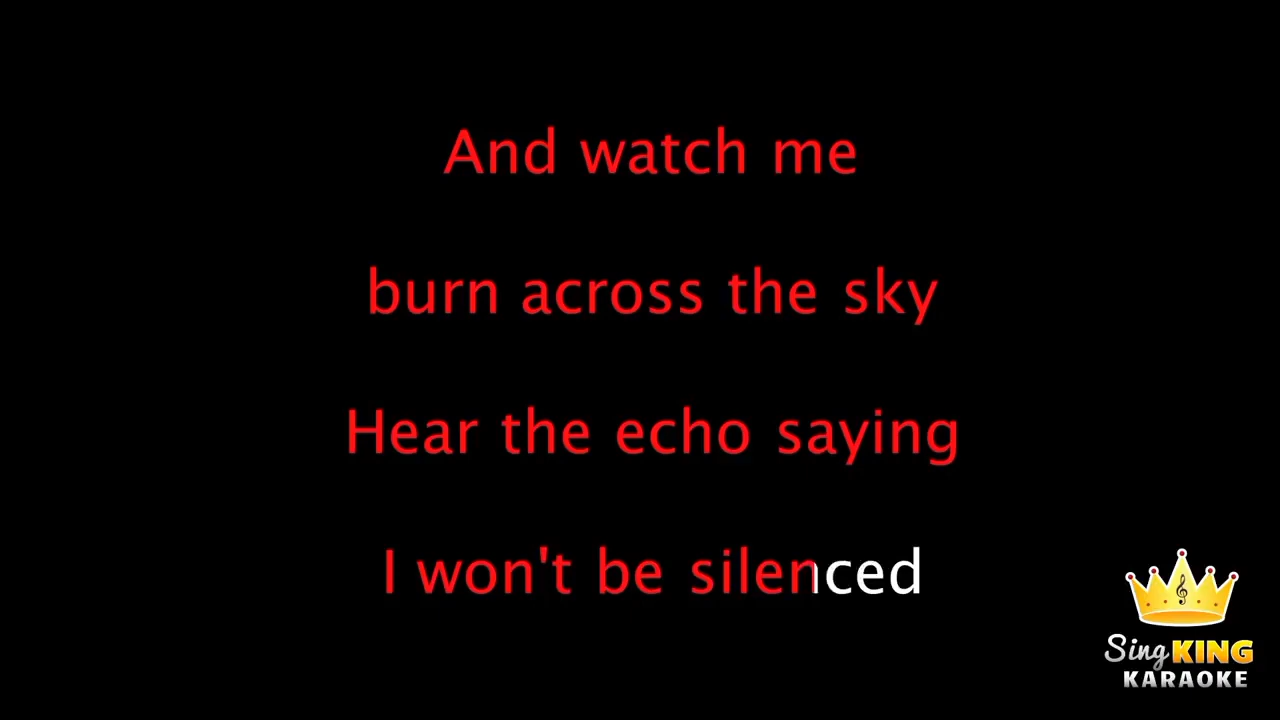 And watch me
burn across the sky
Hear the echo saying
I won't be silenced
Sing KING
KARAOKE